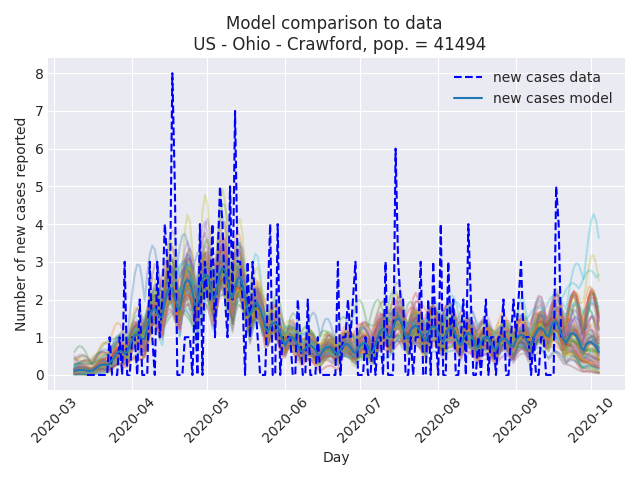 Model comparison to data
US - Ohio - Crawford, pop. = 41494
new cases data
new cases model
Number of new cases reported
8
7
6
5
4
3
2
1
0
2020-03
2020-04
2020-05
2020-06
2020-07
2020-08
2020-09
2020-10
Day